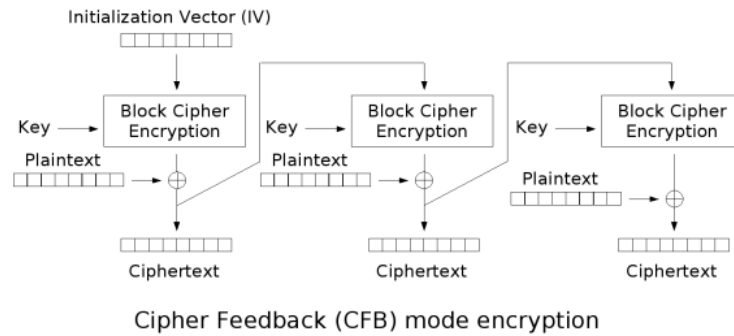 Initialization Vector (IV)
Block Cipher
Encryption
Block Cipher
Encryption
Block Cipher
Encryption
Key
Key
Key
Plaintext
Plaintext
Plaintext
Ciphertext
Ciphertext
Ciphertext
Cipher Feedback (CFB) mode encryption